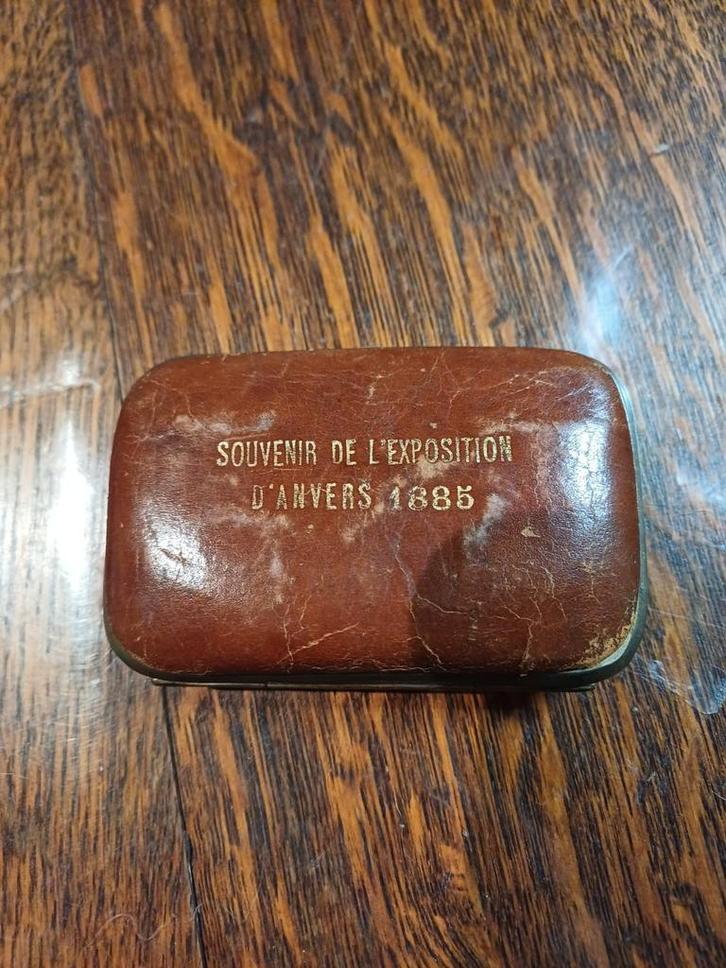 SOUVENIR DE L'EXPOSITION
D'ANVERS 1885